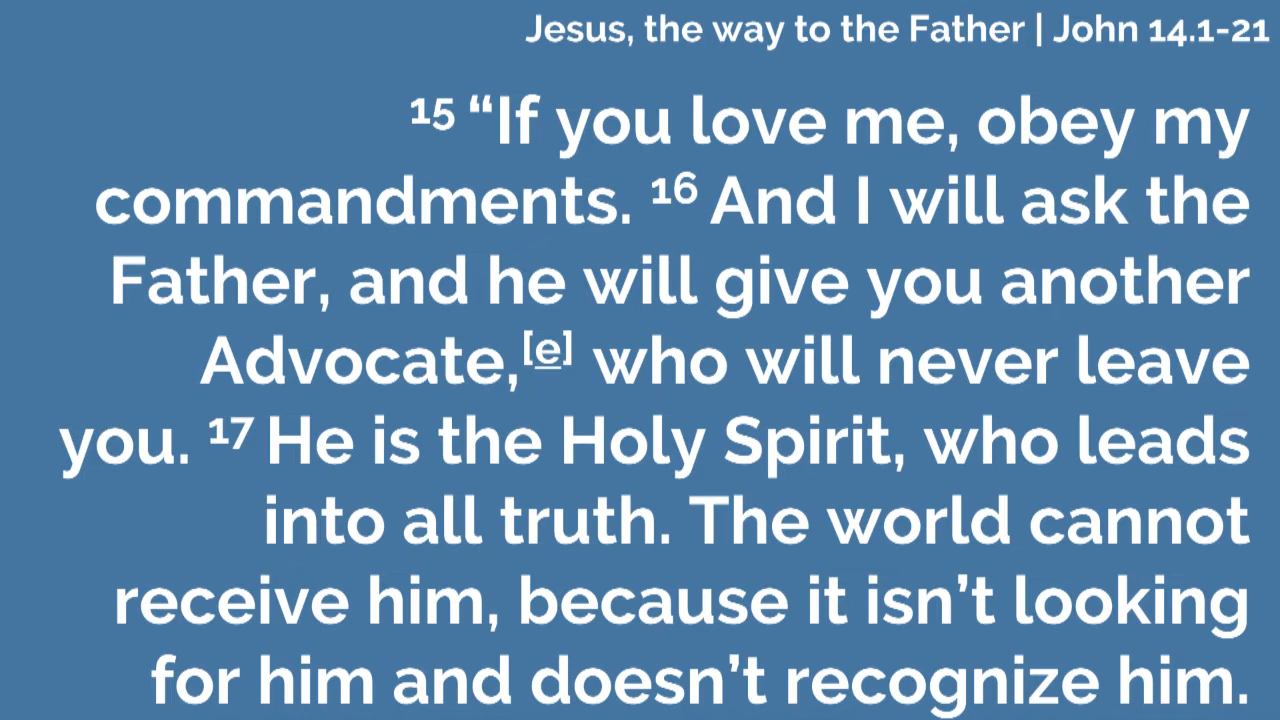 Jesus, the way to the Father | John 14.1-21
15 “If you love me, obey my
commandments. 16 And I will ask the
Father, and he will give you another
Advocate,[e] who will never leave
you. 17 He is the Holy Spirit, who leads
into all truth. The world cannot
receive him, because it isn’t looking
for him and doesn’t recognize him.